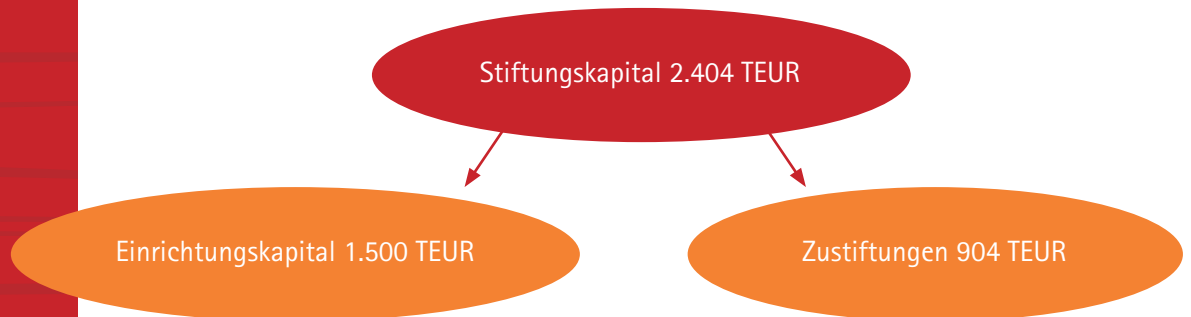 Stiftungskapital 2.404 TEUR
Einrichtungskapital 1.500 TEUR
Zustiftungen 904 TEUR